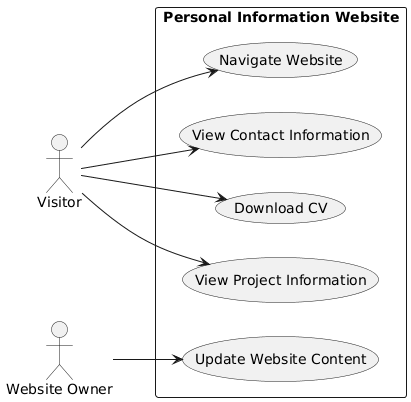 Personal Information Website
Navigate Website
View Contact Information
Visitor
Download CV
View Project Information
Update Website Content
Website Owner